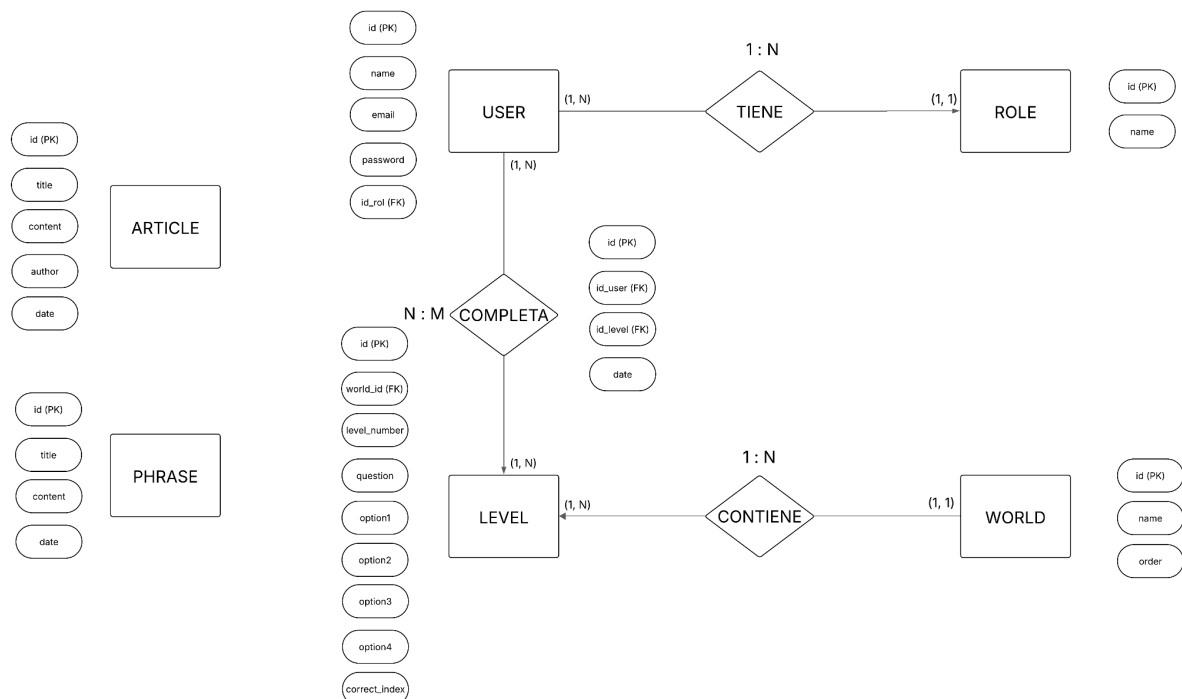 id (PK)
title
content
author
date
ARTICLE
id (PK)
title
content
date
PHRASE
id (PK)
name
email
password
id_rol (FK)
USER
(1, N)
1 : N
TIENE
(1, 1)
ROLE
id (PK)
name
(1, N)
N : M
COMPLETA
id (PK)
id_user (FK)
id_level (FK)
date
(1, N)
id (PK)
world_id (FK)
level_number
question
option1
option2
option3
option4
correct_index
LEVEL
(1, N)
1 : N
CONTIENE
(1, 1)
WORLD
id (PK)
name
order